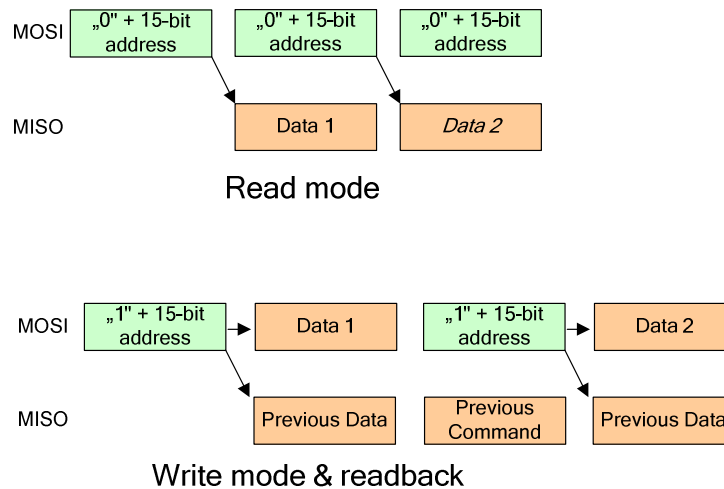 MOSI
„0" + 15-bit
address
„0" + 15-bit
address
„0" + 15-bit
address
MISO
Data 1
Data 2
Read mode
MOSI
„1" + 15-bit
address
Data 1
„1" + 15-bit
address
Data 2
MISO
Previous Data
Previous
Command
Previous Data
Write mode & readback